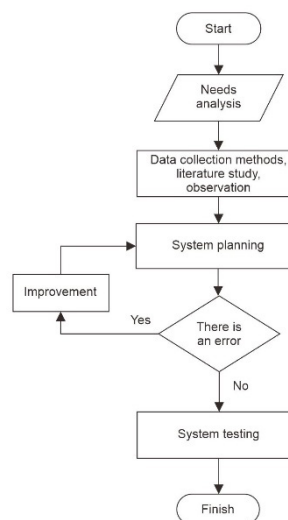 Start
Needs
analysis
Data collection methods,
literature study,
observation
System planning
Improvement
Yes
There is
an error
No
System testing
Finish